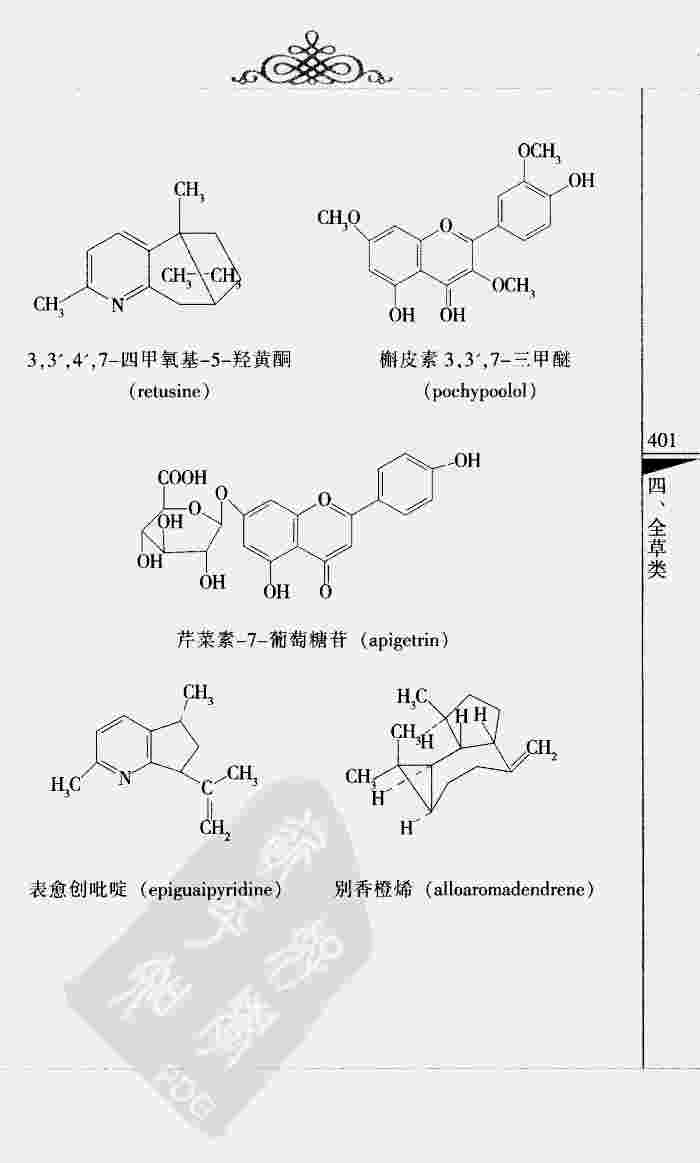 CH₃
CH₃–CH₃
CH₃
N
3,3′,4′,7-四甲氧基-5-羟黄酮
(retusine)
OCH₃
OH
CH₃O
O
OCH₃
OH
OH
槲皮素 3,3′,7-三甲醚
(pochypoolol)
401
四、全草类
COOH
O
O
OH
OH
OH
O
OH
OH
O
芹菜素-7-葡萄糖苷 (apigetrin)
CH₃
H₃C
N
CH₃
CH₂
表愈创吡啶 (epiguaipyridine)
H₃C
CH₃
H
H
H
CH₂
CH₃
H
H
别香橙烯 (alloaromadendrene)
PDG